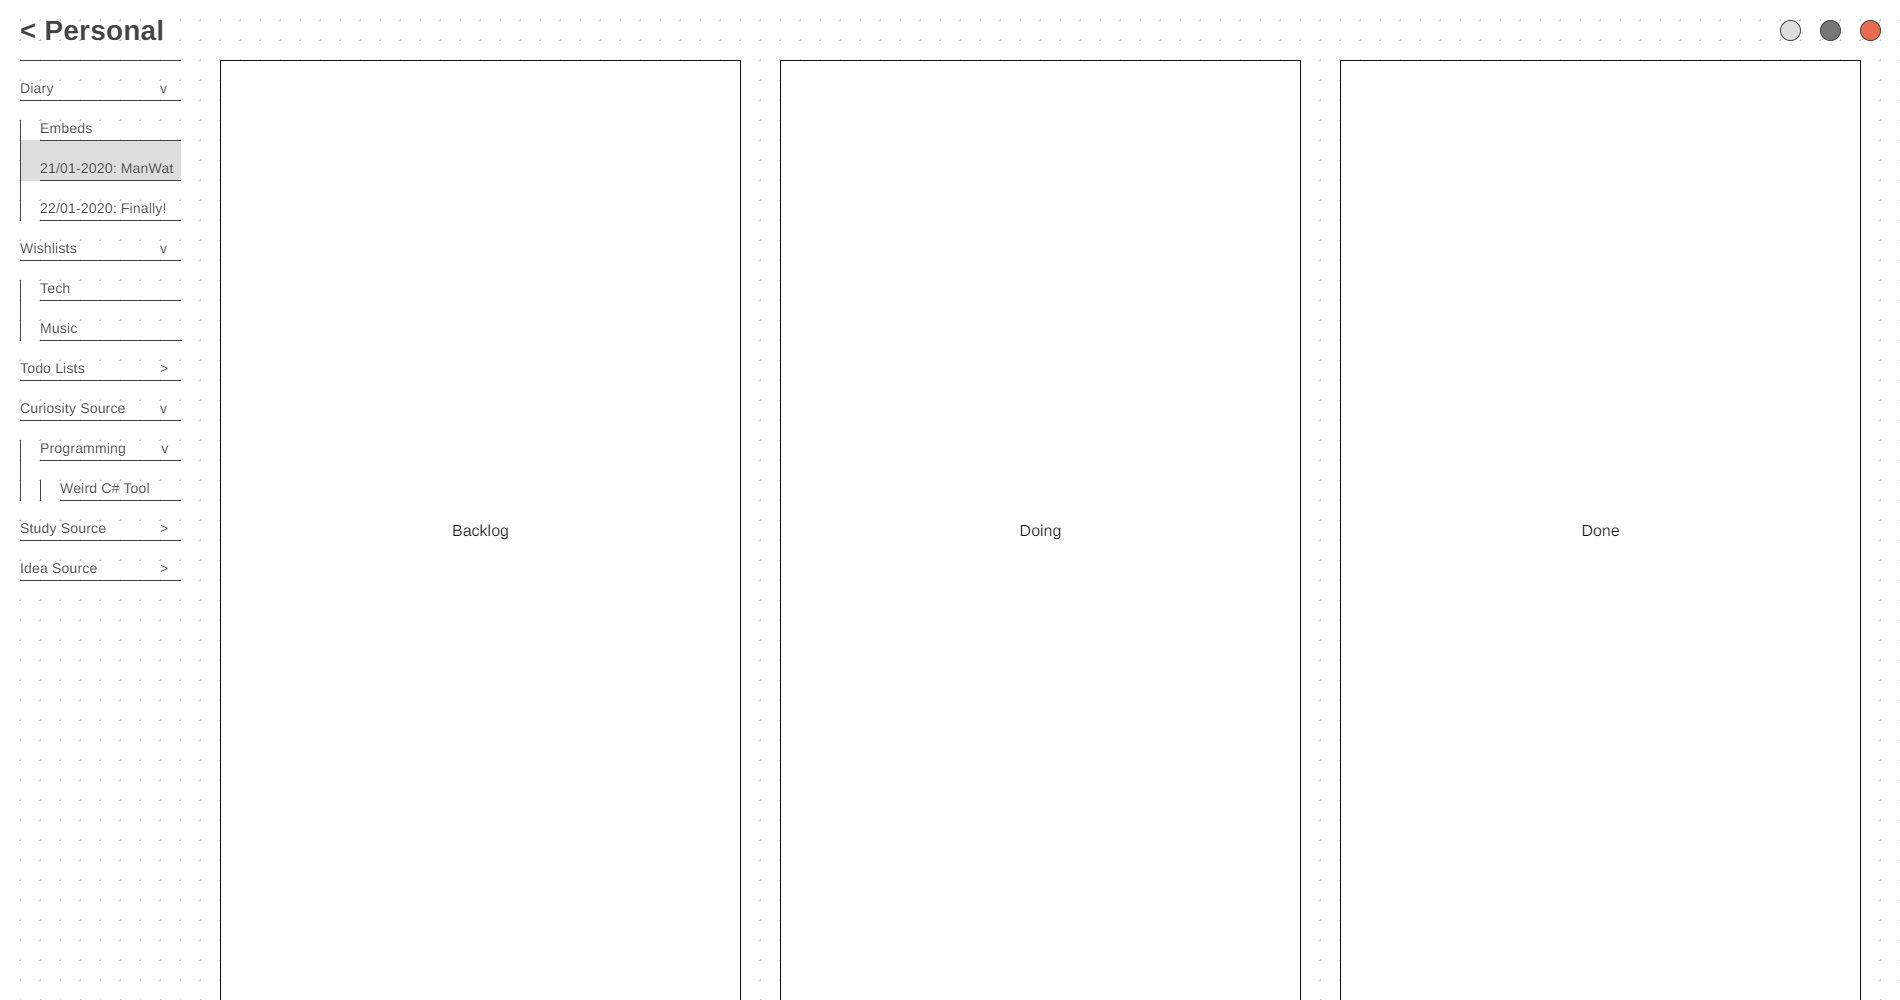 < Personal
Diary v
Embeds
21/01-2020: ManWat
22/01-2020: Finally!
Wishlists v
Tech
Music
Todo Lists >
Curiosity Source v
Programming v
Weird C# Tool
Study Source >
Idea Source >
Backlog
Doing
Done